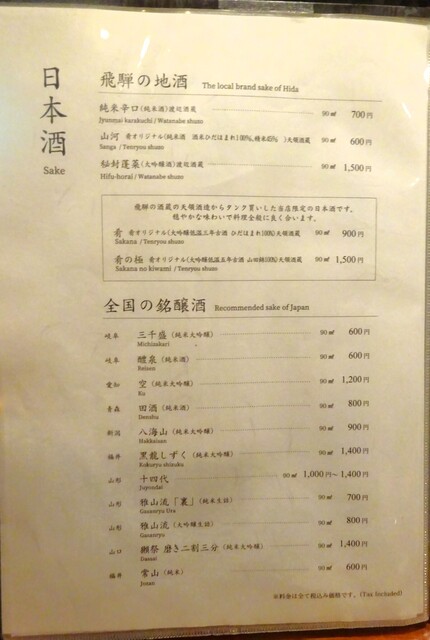 日本酒
Sake
飛騨の地酒 The local brand sake of Hida
純米辛口（純米酒）渡辺酒蔵 90㎖ 700円
Jyunmai karakuchi / Watanabe shuzo
山河 肴オリジナル（純米酒 酒米ひだほまれ100%、精米65% ）天領酒蔵 90㎖ 600円
Sanga / Tenryou shuzo
秘封蓬莱（大吟醸酒）渡辺酒蔵 90㎖ 1,500円
Hifu-horai / Watanabe shuzo
飛騨の酒蔵の天領酒造からタンク買いした当店限定の日本酒です。
穏やかな味わいで料理全般に良く合います。
肴 肴オリジナル（大吟醸低温三年古酒 ひだほまれ100%）天領酒蔵 90㎖ 900円
Sakana / Tenryou shuzo
肴の極 肴オリジナル（大吟醸低温五年古酒 山田錦100%）天領酒蔵 90㎖ 1,500円
Sakana no kiwami / Tenryou shuzo
全国の銘醸酒 Recommended sake of Japan
岐阜 三千盛（純米大吟醸） 90㎖ 600円
Michisakari
岐阜 醴泉（純米酒） 90㎖ 600円
Reisen
愛知 空（純米大吟醸） 90㎖ 1,200円
Ku
青森 田酒（純米酒） 90㎖ 800円
Denshu
新潟 八海山（純米大吟醸） 90㎖ 900円
Hakkaisan
福井 黒龍しずく（純米大吟醸） 90㎖ 1,400円
Kokuryu shizuku
山形 十四代 90㎖ 1,000円〜1,400円
Juyondai
山形 雅山流「裏」（純米生詰） 90㎖ 700円
Gasanryu Ura
山形 雅山流（大吟醸生詰） 90㎖ 800円
Gasanryu
山口 獺祭 磨き二割三分（純米大吟醸） 90㎖ 1,400円
Dassai
福井 常山（純米） 90㎖ 600円
Jozan
※料金は全て税込み価格です。（Tax Included）